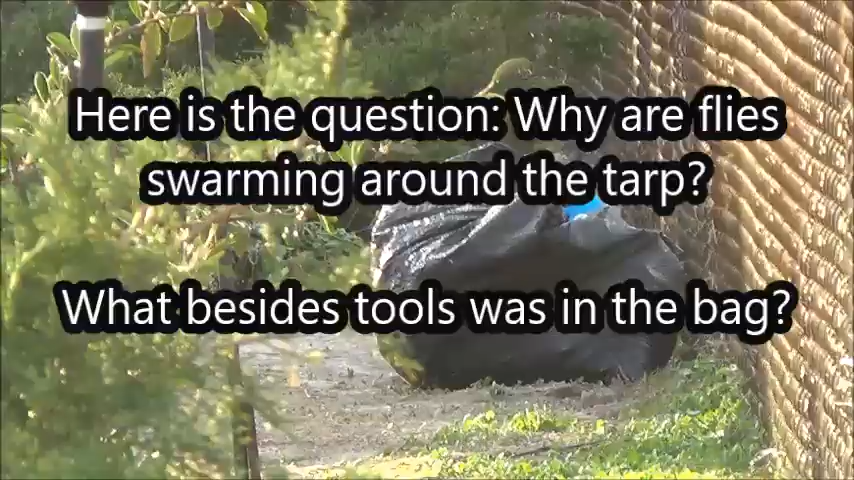 Here is the question: Why are flies
swarming around the tarp?
What besides tools was in the bag?